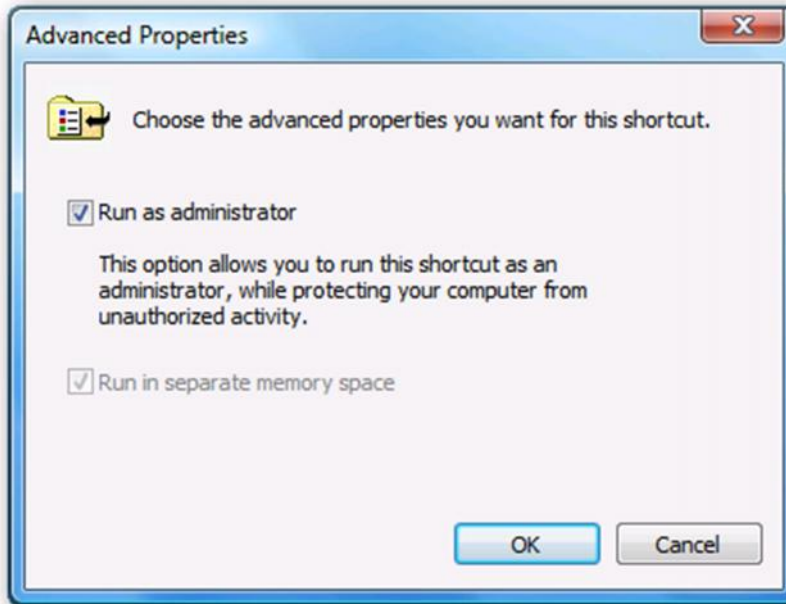 Advanced Properties
Choose the advanced properties you want for this shortcut.
Run as administrator
This option allows you to run this shortcut as an
administrator, while protecting your computer from
unauthorized activity.
Run in separate memory space
OK
Cancel